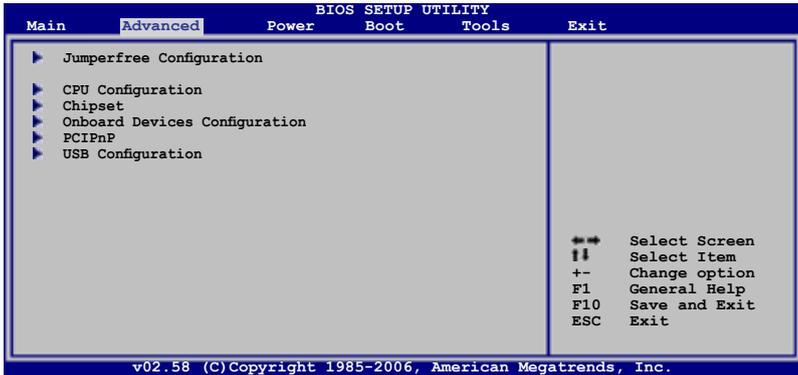 BIOS SETUP UTILITY
Main Advanced Power Boot Tools Exit
Jumperfree Configuration
CPU Configuration
Chipset
Onboard Devices Configuration
PCIPnP
USB Configuration
←→ Select Screen
↑↓ Select Item
+- Change option
F1 General Help
F10 Save and Exit
ESC Exit
v02.58 (C)Copyright 1985-2006, American Megatrends, Inc.